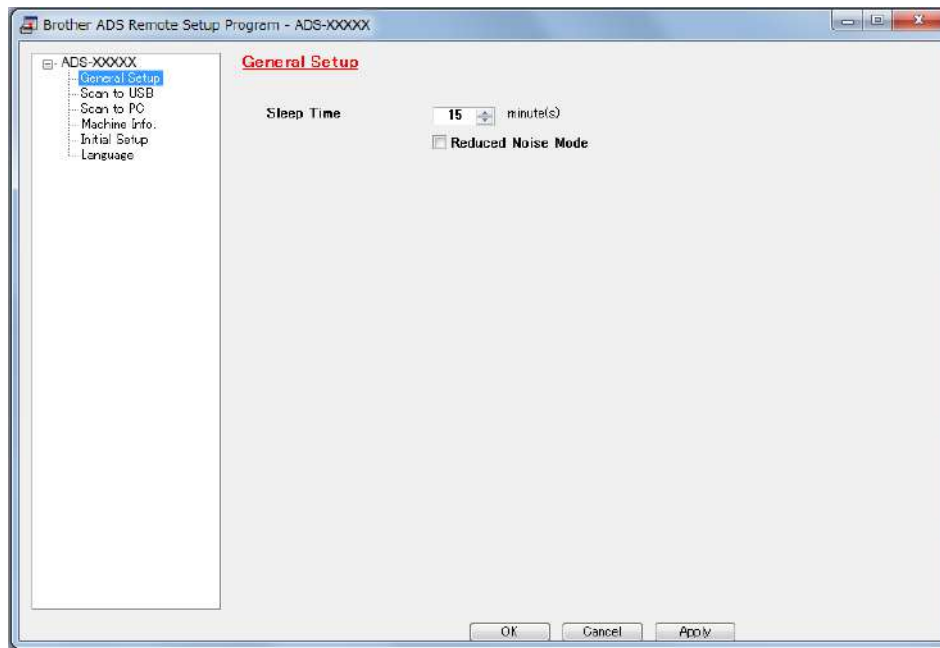 Brother ADS Remote Setup Program - ADS-XXXXX
ADS-XXXXX
General Setup
Scan to USB
Scan to PC
Machine Info.
Initial Setup
Language
General Setup
Sleep Time 15 minute(s)
Reduced Noise Mode
OK Cancel Apply